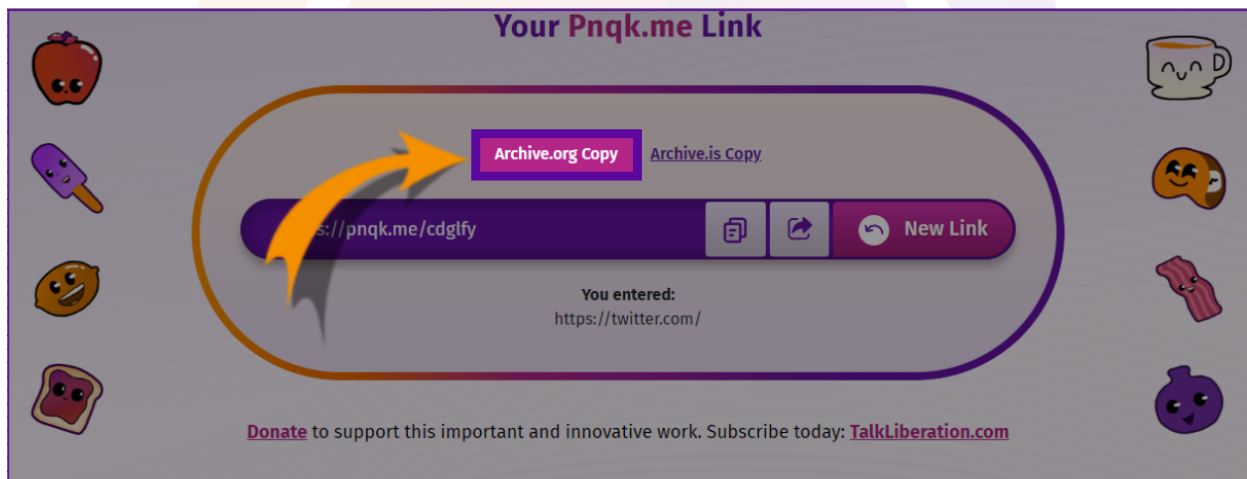 Your Pnqk.me Link
Archive.org Copy Archive.is Copy
s://pnqk.me/cdglfy New Link
You entered:
https://twitter.com/
Donate to support this important and innovative work. Subscribe today: TalkLiberation.com